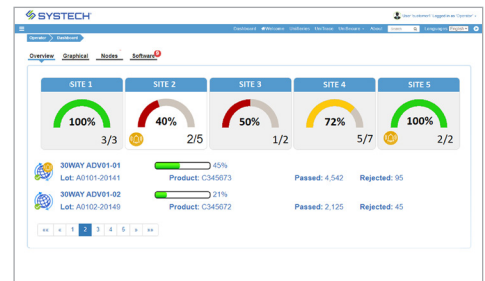 SYSTECH
Dashboard
Operator
Dashboard
Overview Graphical Nodes Software
SITE 1 SITE 2 SITE 3 SITE 4 SITE 5
100% 40% 50% 72% 100%
3/3 2/5 1/2 5/7 2/2
30WAY ADV01-01 45%
Lot: A0101-20141 Product: C345673 Passed: 4,542 Rejected: 95
30WAY ADV01-02 21%
Lot: A0102-20149 Product: C345672 Passed: 2,125 Rejected: 45
«« « 1 2 3 4 5 » »»